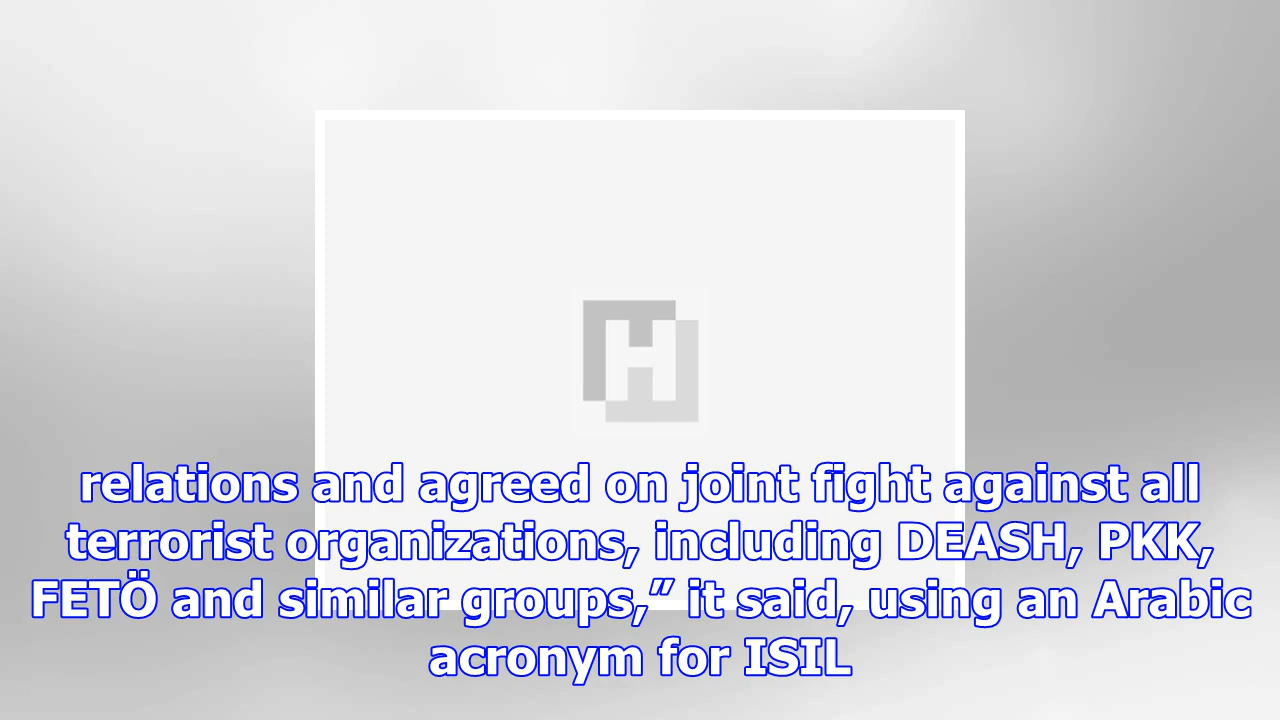 H
relations and agreed on joint fight against all
terrorist organizations, including DEASH, PKK,
FETÖ and similar groups,” it said, using an Arabic
acronym for ISIL